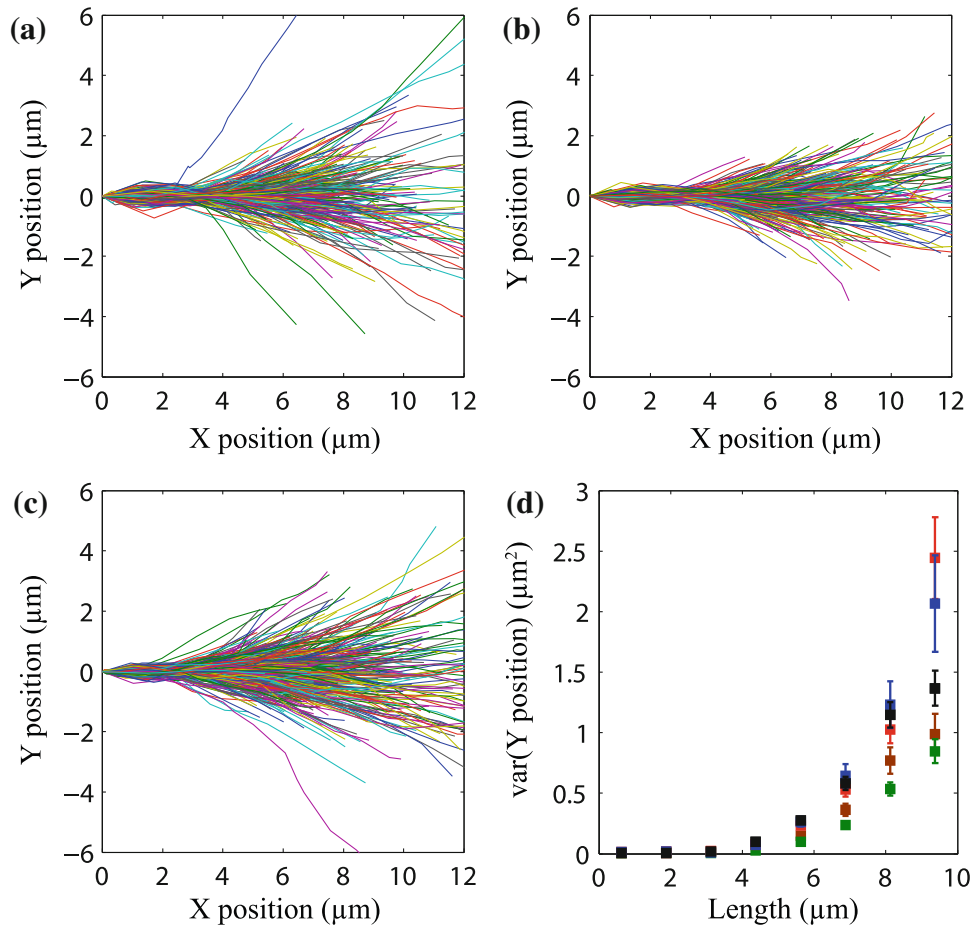 (a)
6
4
2
0
−2
−4
−6
Y position (µm)
0 2 4 6 8 10 12
X position (µm)
(b)
6
4
2
0
−2
−4
−6
Y position (µm)
0 2 4 6 8 10 12
X position (µm)
(c)
6
4
2
0
−2
−4
−6
Y position (µm)
0 2 4 6 8 10 12
X position (µm)
(d)
3
2.5
2
1.5
1
0.5
0
var(Y position) (µm²)
0 2 4 6 8 10
Length (µm)